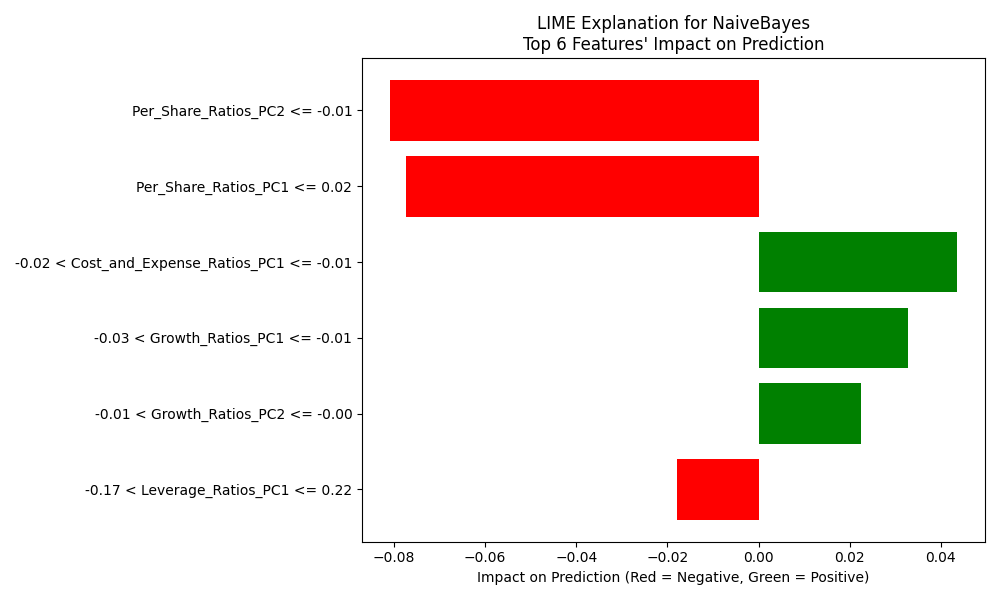 LIME Explanation for NaiveBayes
Top 6 Features' Impact on Prediction
Per_Share_Ratios_PC2 <= -0.01
Per_Share_Ratios_PC1 <= 0.02
-0.02 < Cost_and_Expense_Ratios_PC1 <= -0.01
-0.03 < Growth_Ratios_PC1 <= -0.01
-0.01 < Growth_Ratios_PC2 <= -0.00
-0.17 < Leverage_Ratios_PC1 <= 0.22
−0.08 −0.06 −0.04 −0.02 0.00 0.02 0.04
Impact on Prediction (Red = Negative, Green = Positive)